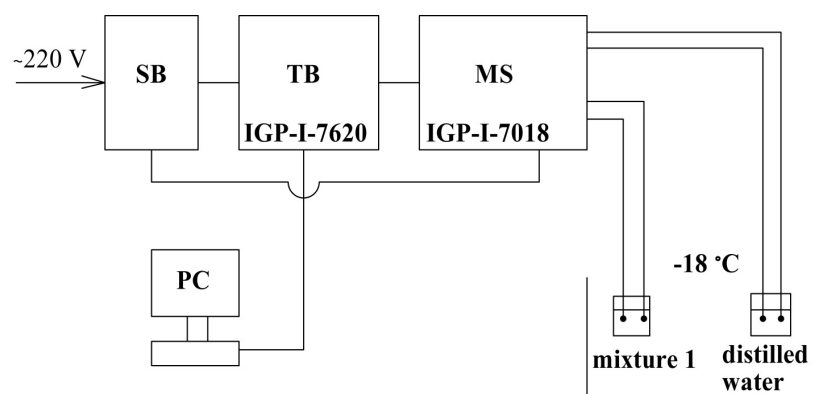 ~220 V
SB
TB
IGP-I-7620
MS
IGP-I-7018
PC
-18 °C
mixture 1
distilled
water